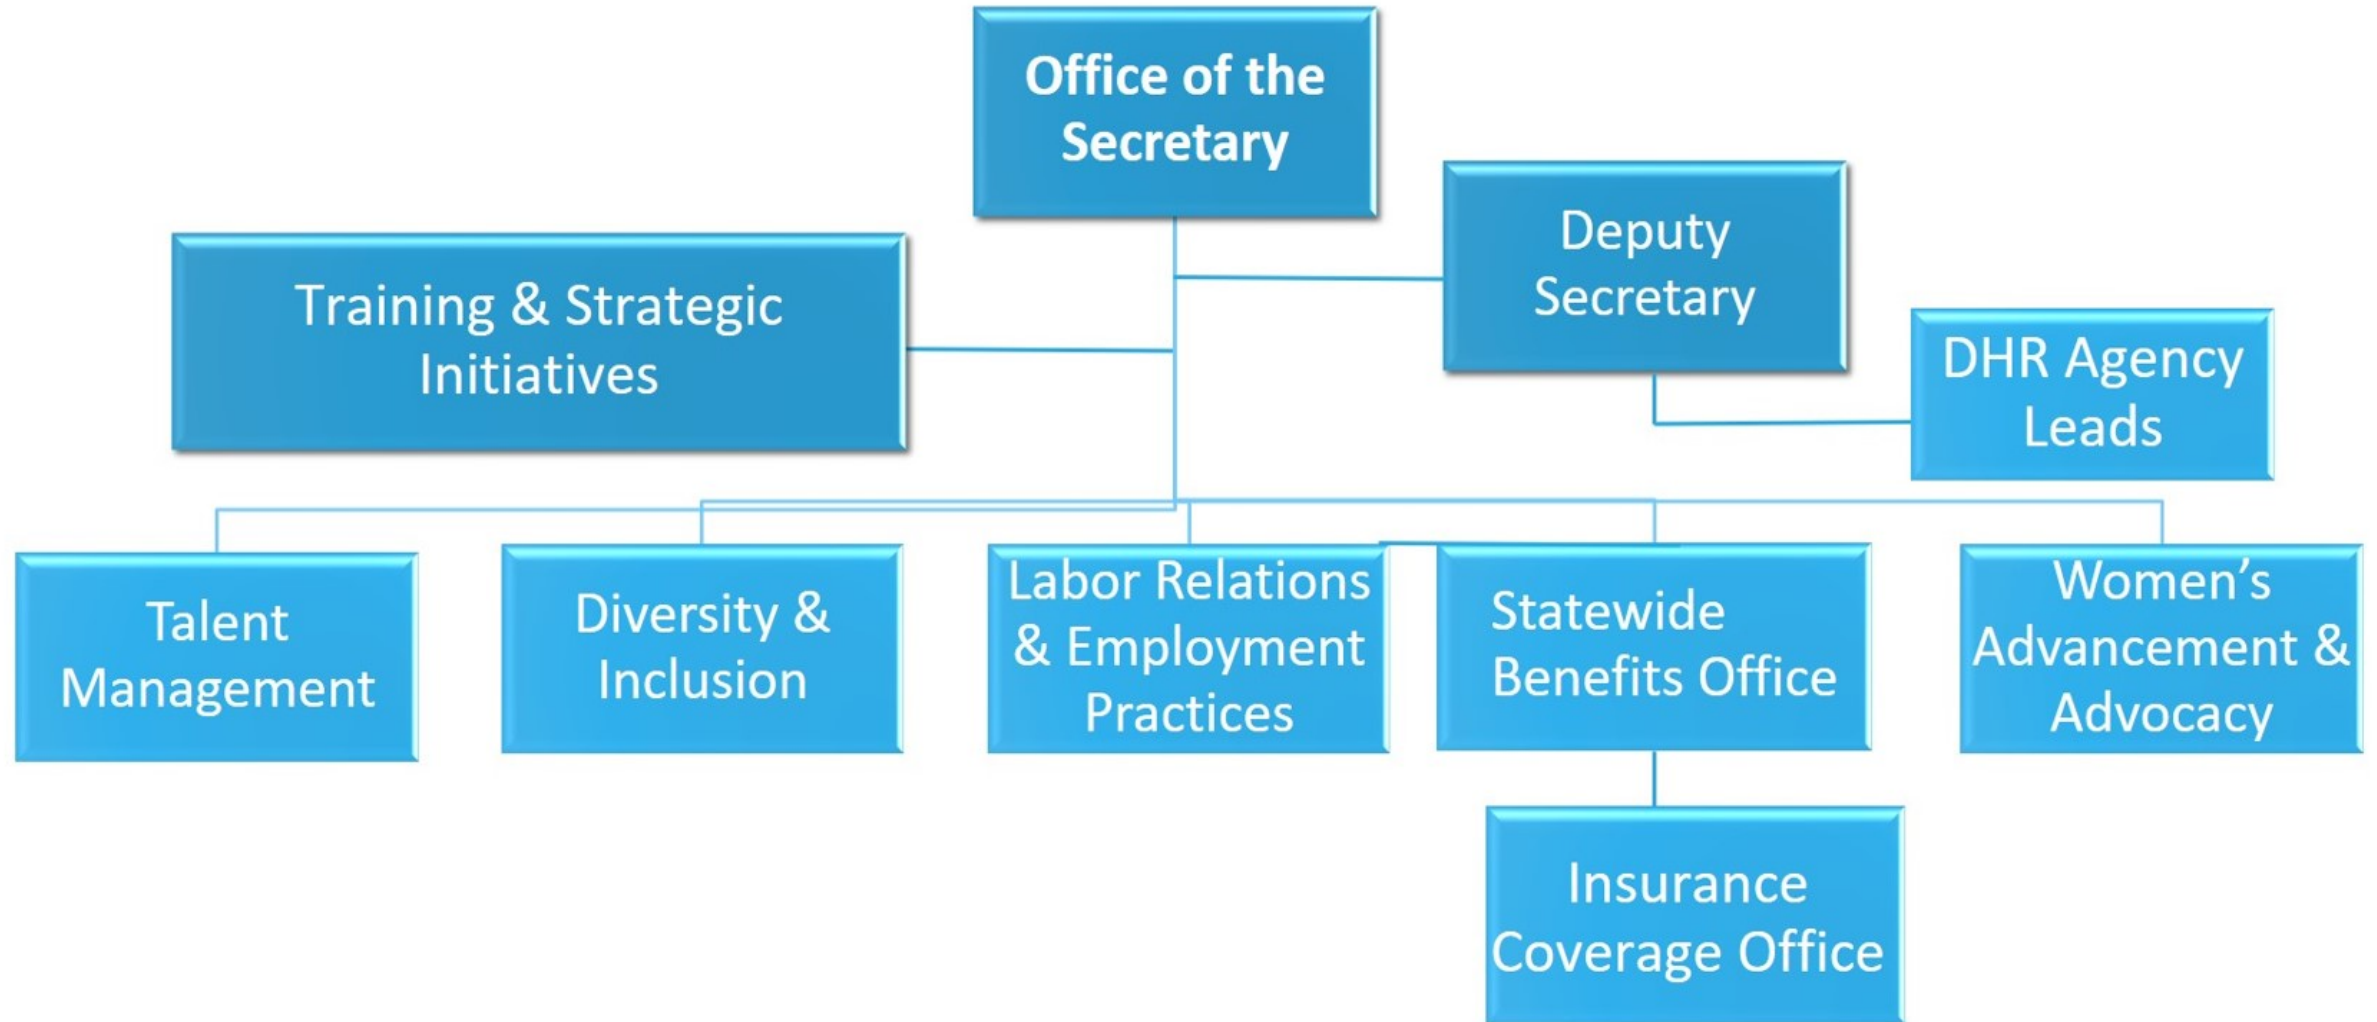 Office of the
Secretary
Deputy
Secretary
Training & Strategic
Initiatives
DHR Agency
Leads
Talent
Management
Diversity &
Inclusion
Labor Relations
& Employment
Practices
Statewide
Benefits Office
Women’s
Advancement &
Advocacy
Insurance
Coverage Office